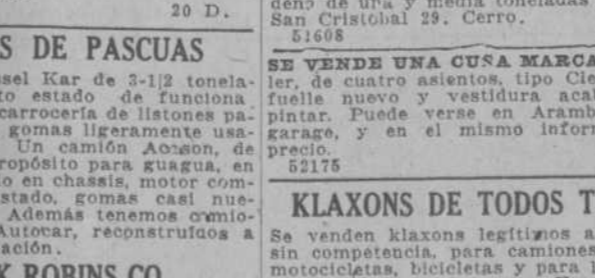 20 D.
S DE PASCUAS
sel Kar de 3-1|2 tonela-
to estado de funciona
carrocería de listones pa-
gomas ligeramente usa-
Un camión Acason, de
ropósito para guagua, en
o en chassis, motor com-
stado, gomas casi nue-
Además tenemos camio-
Autocar, reconstruidos a
ación.
K ROBINS CO
deno de una y media toneladas
San Cristóbal 29. Cerro.
51608
SE VENDE UNA CUÑA MARCA
ler, de cuatro asientos, tipo Cle
fuelle nuevo y vestidura acab
pintar. Puede verse en Aramb
garage, y en el mismo inform
precio.
52175
KLAXONS DE TODOS T
Se venden klaxons legítimos a
sin competencia, para camiones
motocicletas, bicicletas y para l